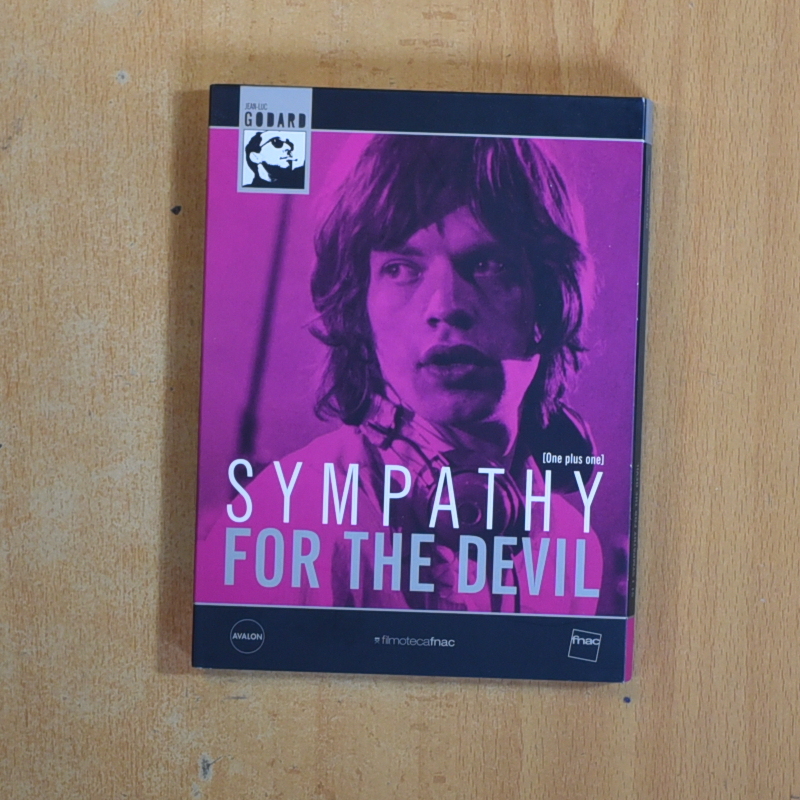 JEAN-LUC
GODARD
[One plus one]
SYMPATHY
FOR THE DEVIL
AVALON
filmotecafnac
fnac